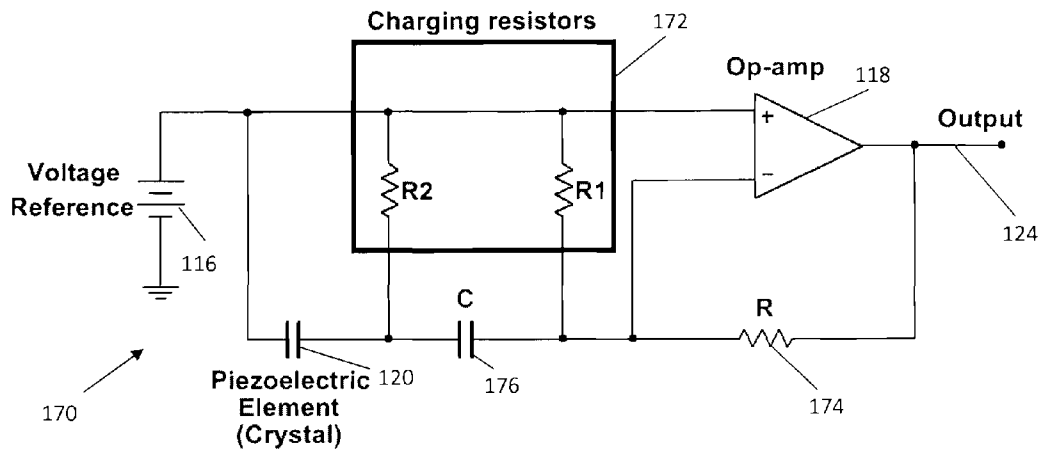 Charging resistors
172
Op-amp
118
Output
+
−
Voltage
Reference
R2
R1
116
124
C
R
120
176
174
Piezoelectric
Element
(Crystal)
170